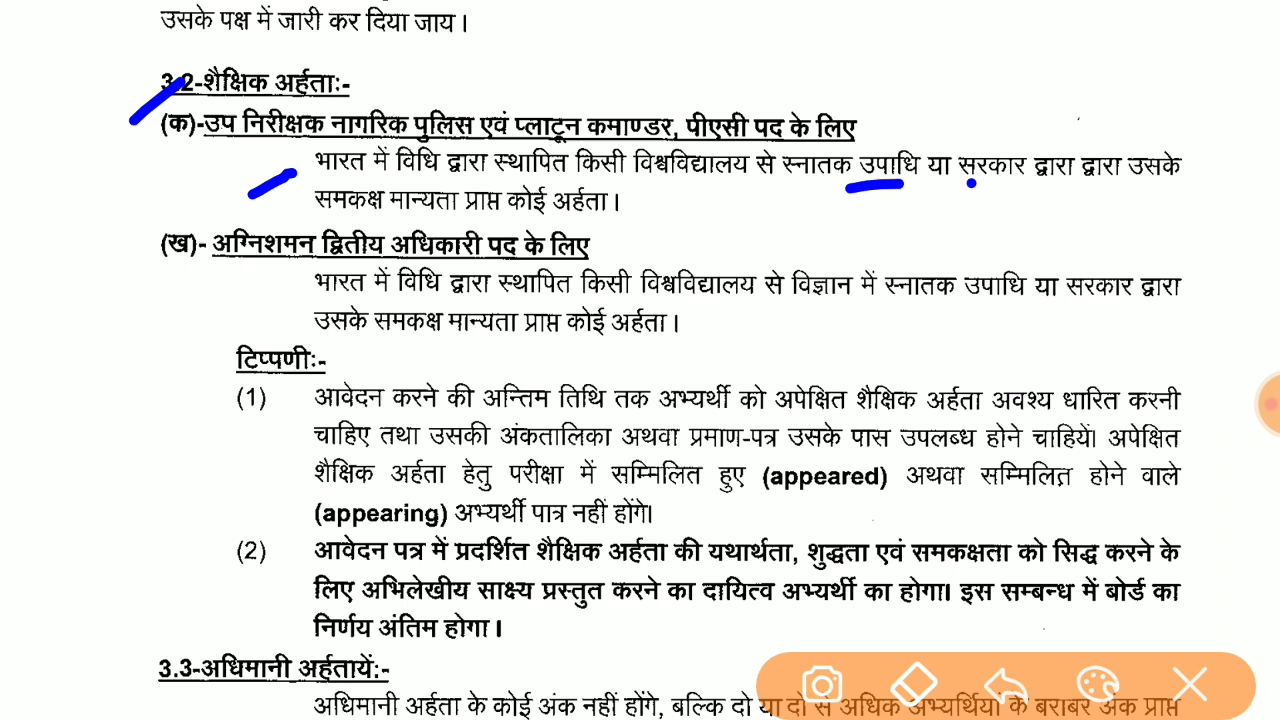 उसके पक्ष में जारी कर दिया जाय।
3.2-शैक्षिक अर्हताः-
(क)-उप निरीक्षक नागरिक पुलिस एवं प्लाटून कमाण्डर, पीएसी पद के लिए
भारत में विधि द्वारा स्थापित किसी विश्वविद्यालय से स्नातक उपाधि या सरकार द्वारा द्वारा उसके
समकक्ष मान्यता प्राप्त कोई अर्हता।
(ख)- अग्निशमन द्वितीय अधिकारी पद के लिए
भारत में विधि द्वारा स्थापित किसी विश्वविद्यालय से विज्ञान में स्नातक उपाधि या सरकार द्वारा
उसके समकक्ष मान्यता प्राप्त कोई अर्हता।
टिप्पणीः-
(1) आवेदन करने की अन्तिम तिथि तक अभ्यर्थी को अपेक्षित शैक्षिक अर्हता अवश्य धारित करनी
चाहिए तथा उसकी अंकतालिका अथवा प्रमाण-पत्र उसके पास उपलब्ध होने चाहियें। अपेक्षित
शैक्षिक अर्हता हेतु परीक्षा में सम्मिलित हुए (appeared) अथवा सम्मिलित होने वाले
(appearing) अभ्यर्थी पात्र नहीं होंगे।
(2) आवेदन पत्र में प्रदर्शित शैक्षिक अर्हता की यथार्थता, शुद्धता एवं समकक्षता को सिद्ध करने के
लिए अभिलेखीय साक्ष्य प्रस्तुत करने का दायित्व अभ्यर्थी का होगा। इस सम्बन्ध में बोर्ड का
निर्णय अंतिम होगा।
3.3-अधिमानी अर्हतायें:-
अधिमानी अर्हता के कोई अंक नहीं होंगे, बल्कि दो या दो से अधिक अभ्यर्थियों के बराबर अंक प्राप्त